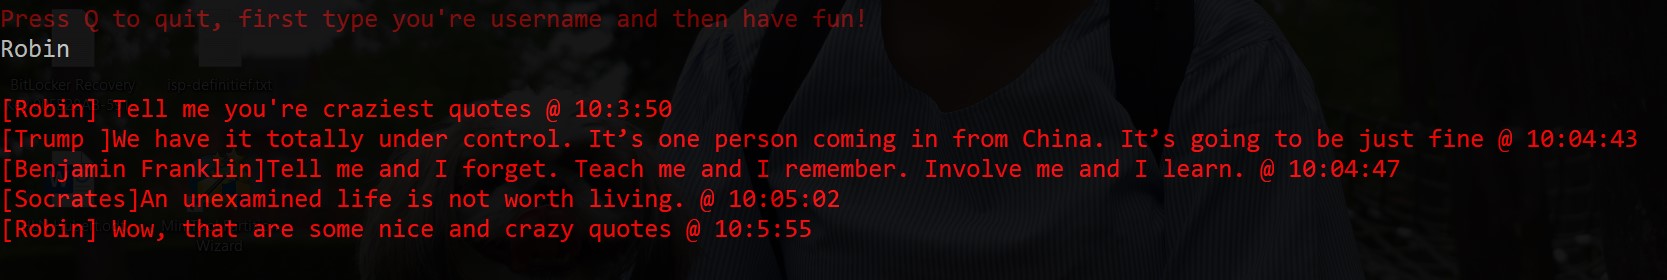 Press Q to quit, first type you're username and then have fun!
Robin
BitLocker Recovery
isp-definitief.txt
[Robin] Tell me you're craziest quotes @ 10:3:50
[Trump ]We have it totally under control. It’s one person coming in from China. It’s going to be just fine @ 10:04:43
[Benjamin Franklin]Tell me and I forget. Teach me and I remember. Involve me and I learn. @ 10:04:47
[Socrates]An unexamined life is not worth living. @ 10:05:02
[Robin] Wow, that are some nice and crazy quotes @ 10:5:55
Wizard